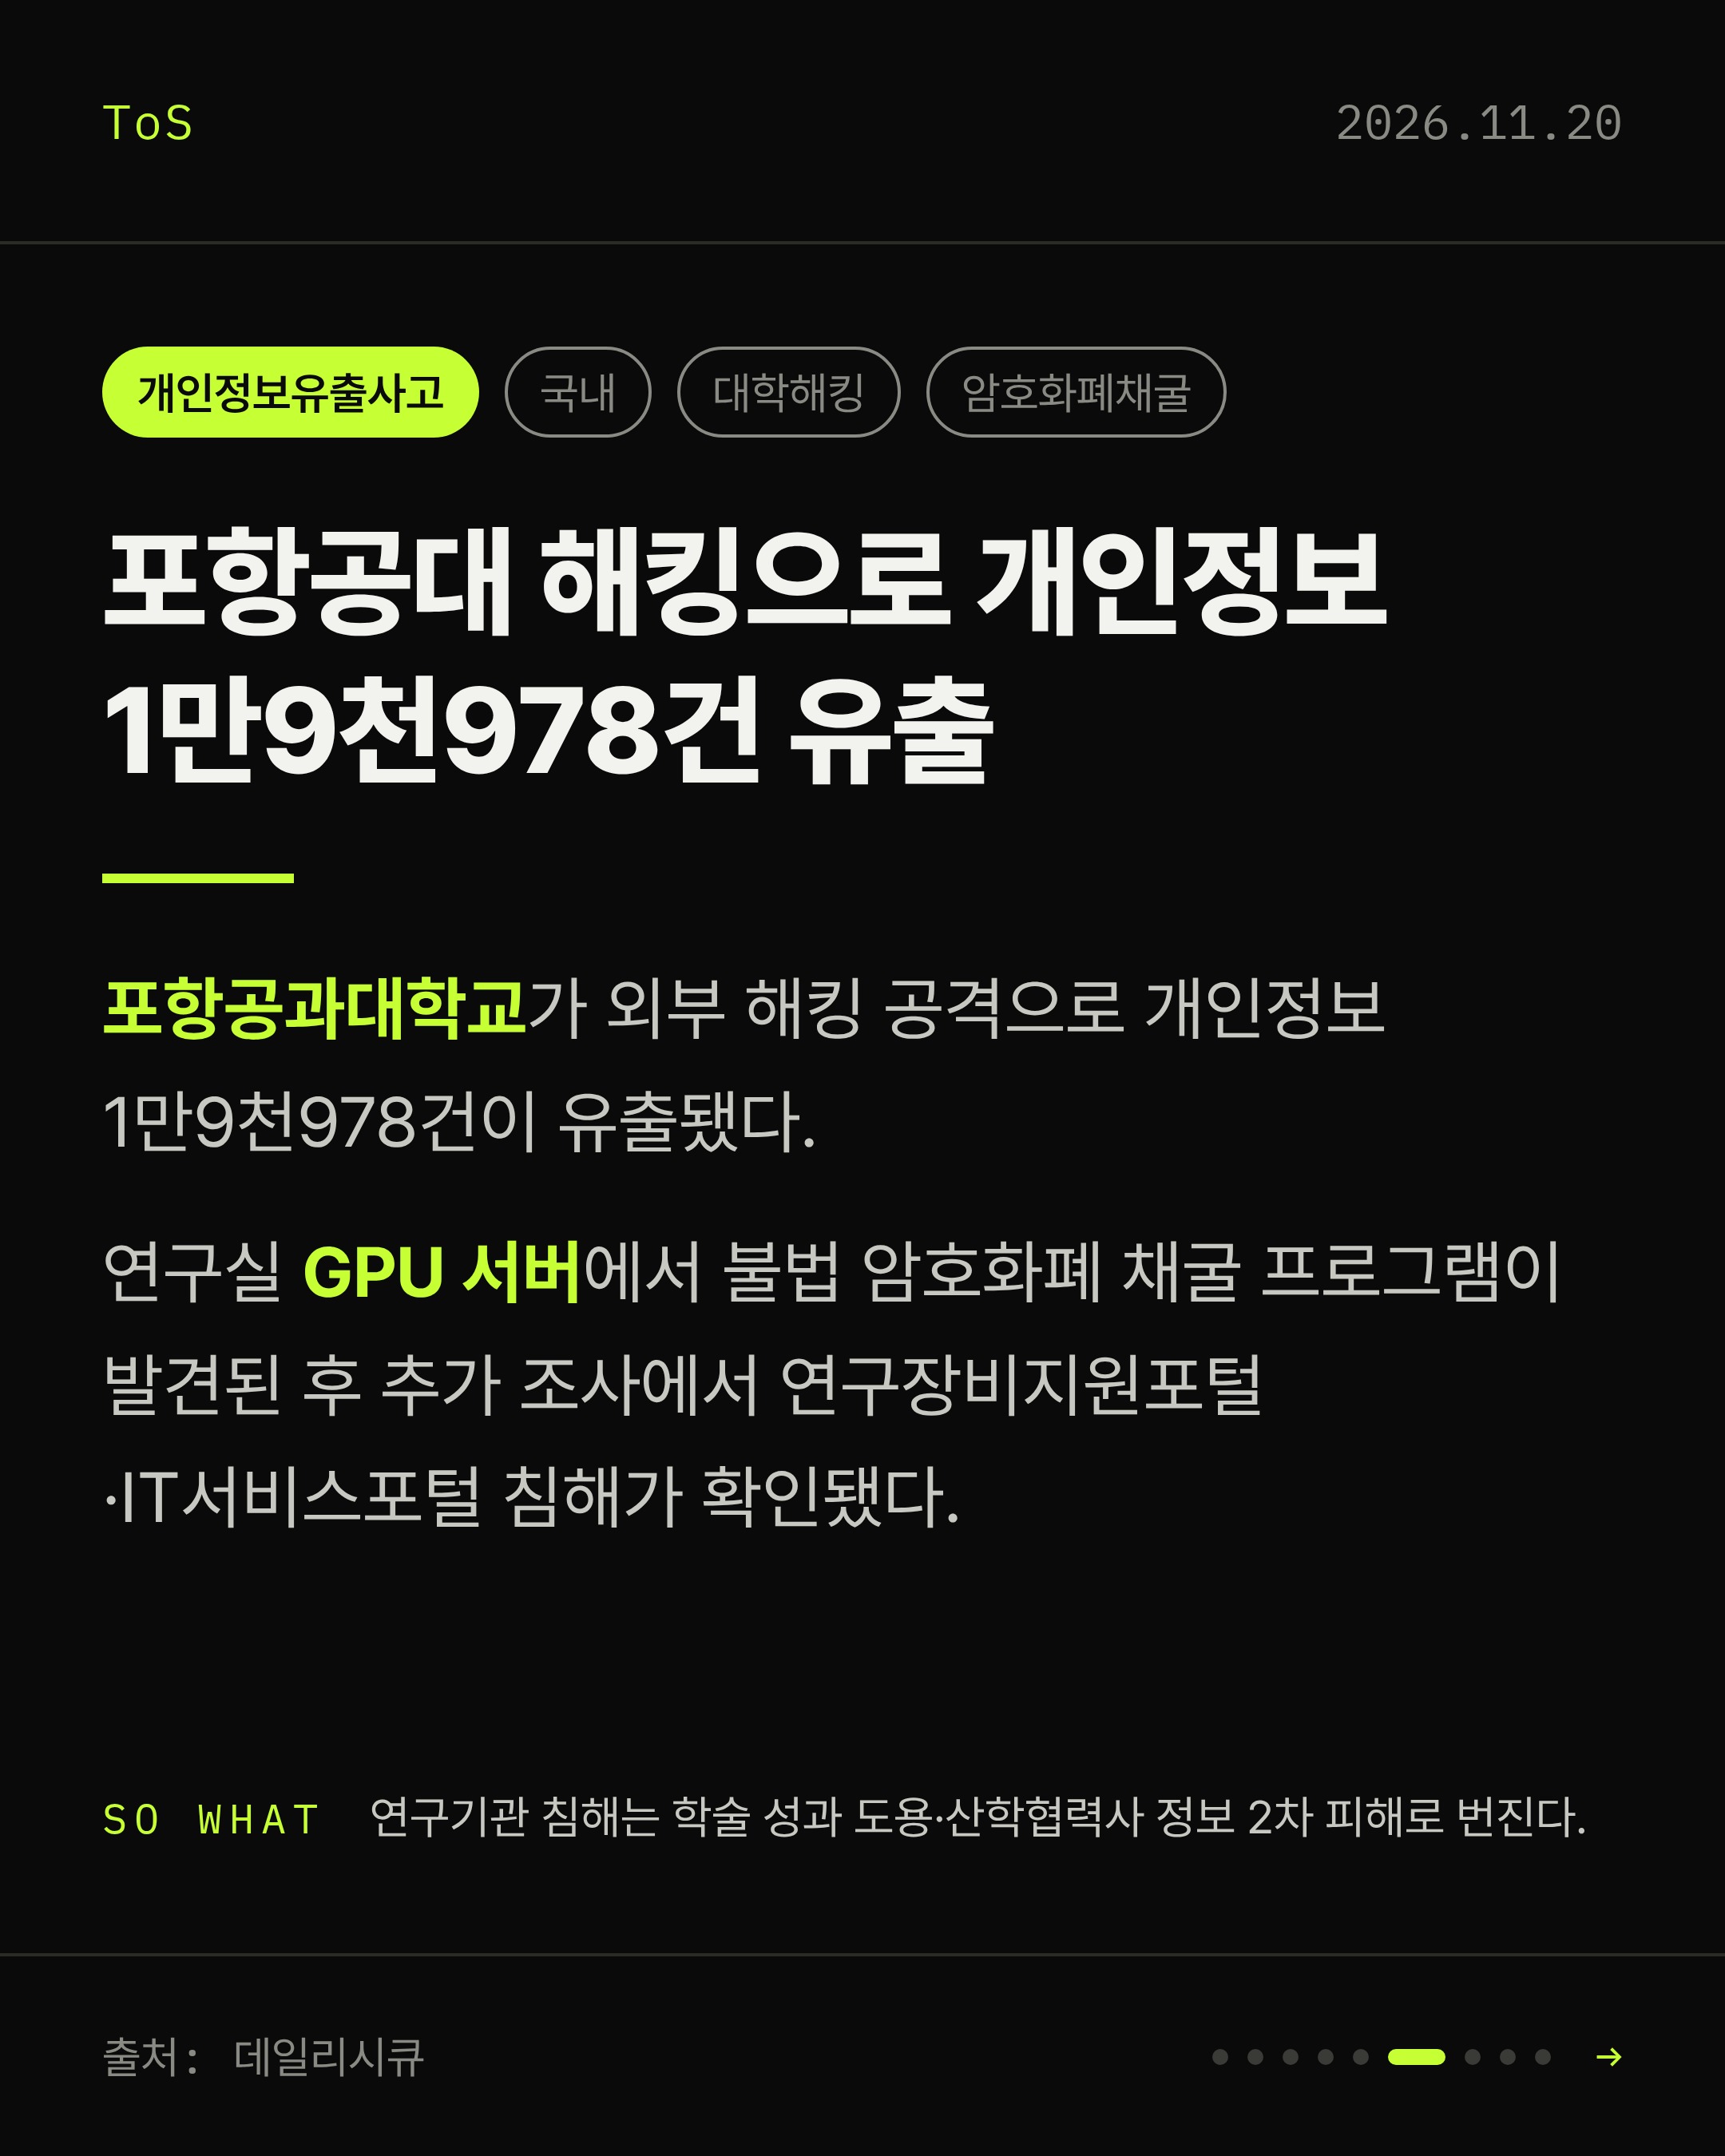 ToS
2026.11.20
개인정보유출사고 국내 대학해킹 암호화폐채굴
포항공대 해킹으로 개인정보
1만9천978건 유출
포항공과대학교가 외부 해킹 공격으로 개인정보
1만9천978건이 유출됐다.
연구실 GPU 서버에서 불법 암호화폐 채굴 프로그램이
발견된 후 추가 조사에서 연구장비지원포털
·IT서비스포털 침해가 확인됐다.
SO WHAT 연구기관 침해는 학술 성과 도용·산학협력사 정보 2차 피해로 번진다.
출처: 데일리시큐
→